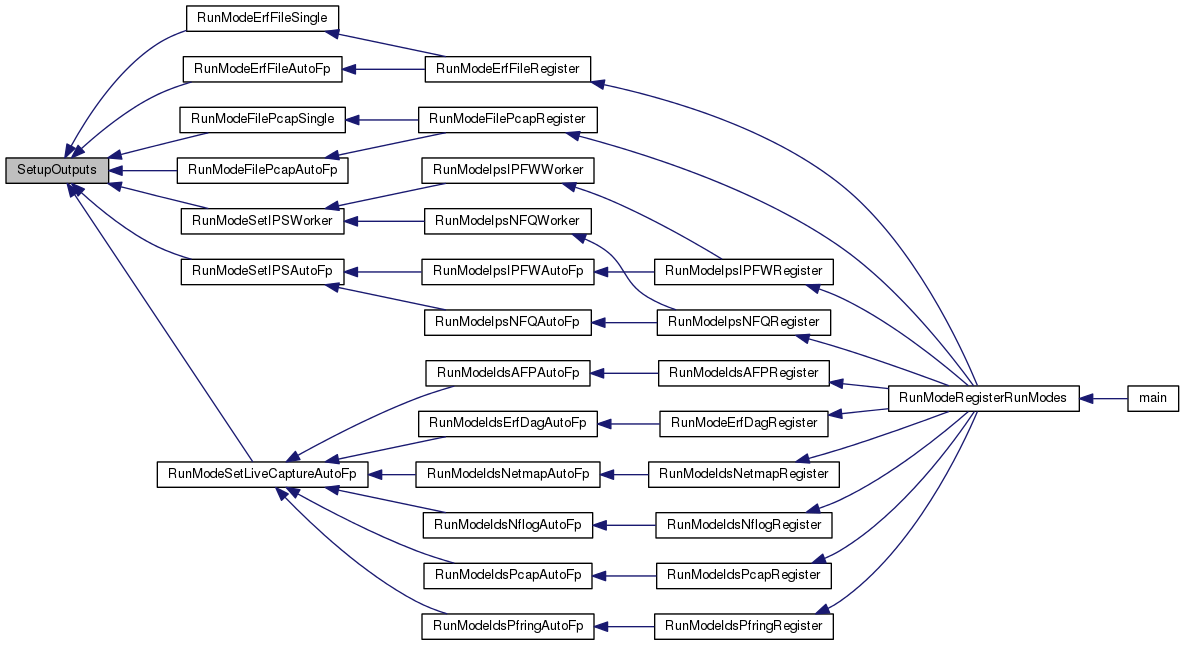 RunModeErfFileSingle
RunModeErfFileAutoFp
RunModeErfFileRegister
RunModeFilePcapSingle
RunModeFilePcapRegister
SetupOutputs
RunModeFilePcapAutoFp
RunModeIpsIPFWWorker
RunModeSetIPSWorker
RunModeIpsNFQWorker
RunModeSetIPSAutoFp
RunModeIpsIPFWAutoFp
RunModeIpsIPFWRegister
RunModeIpsNFQAutoFp
RunModeIpsNFQRegister
RunModeIdsAFPAutoFp
RunModeIdsAFPRegister
RunModeRegisterRunModes
main
RunModeIdsErfDagAutoFp
RunModeErfDagRegister
RunModeSetLiveCaptureAutoFp
RunModeIdsNetmapAutoFp
RunModeIdsNetmapRegister
RunModeIdsNflogAutoFp
RunModeIdsNflogRegister
RunModeIdsPcapAutoFp
RunModeIdsPcapRegister
RunModeIdsPfringAutoFp
RunModeIdsPfringRegister